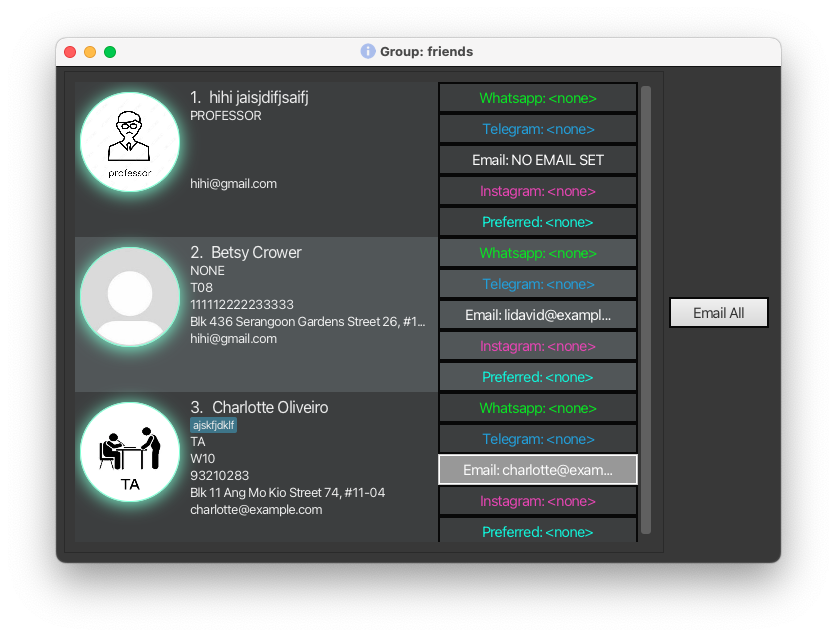 Group: friends
1. hihi jaisjdifjsaifj
PROFESSOR
professor
hihi@gmail.com
Whatsapp: <none>
Telegram: <none>
Email: NO EMAIL SET
Instagram: <none>
Preferred: <none>
2. Betsy Crower
NONE
T08
111112222233333
Blk 436 Serangoon Gardens Street 26, #1...
hihi@gmail.com
Whatsapp: <none>
Telegram: <none>
Email: lidavid@exampl...
Instagram: <none>
Preferred: <none>
3. Charlotte Oliveiro
ajskfjdklf
TA
W10
93210283
Blk 11 Ang Mo Kio Street 74, #11-04
charlotte@example.com
TA
Whatsapp: <none>
Telegram: <none>
Email: charlotte@exam...
Instagram: <none>
Preferred: <none>
Email All